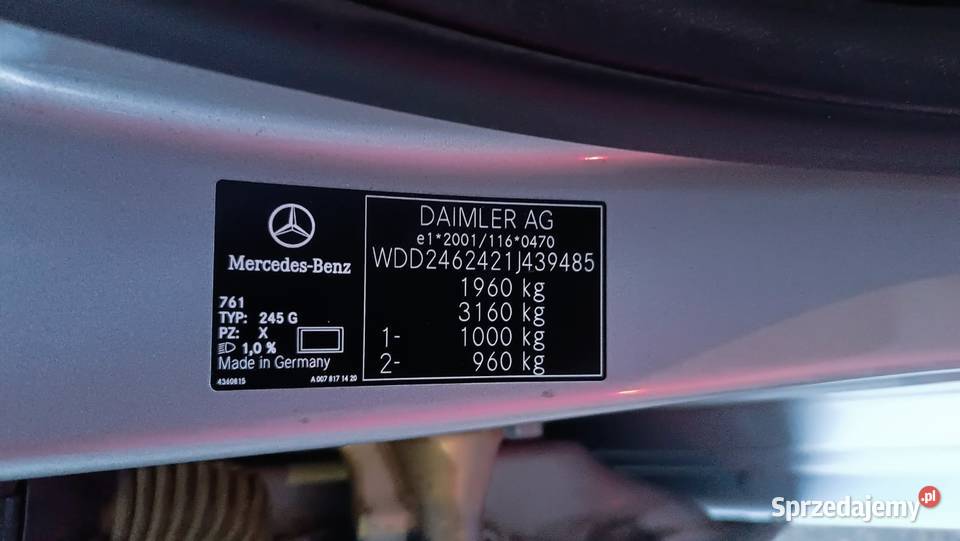 Mercedes-Benz
761
TYP: 245 G
PZ: X
1,0 %
Made in Germany
4360815
A 007 817 14 20
DAIMLER AG
e1*2001/116*0470
WDD2462421J439485
1960 kg
3160 kg
1- 1000 kg
2- 960 kg
Sprzedajemy.pl